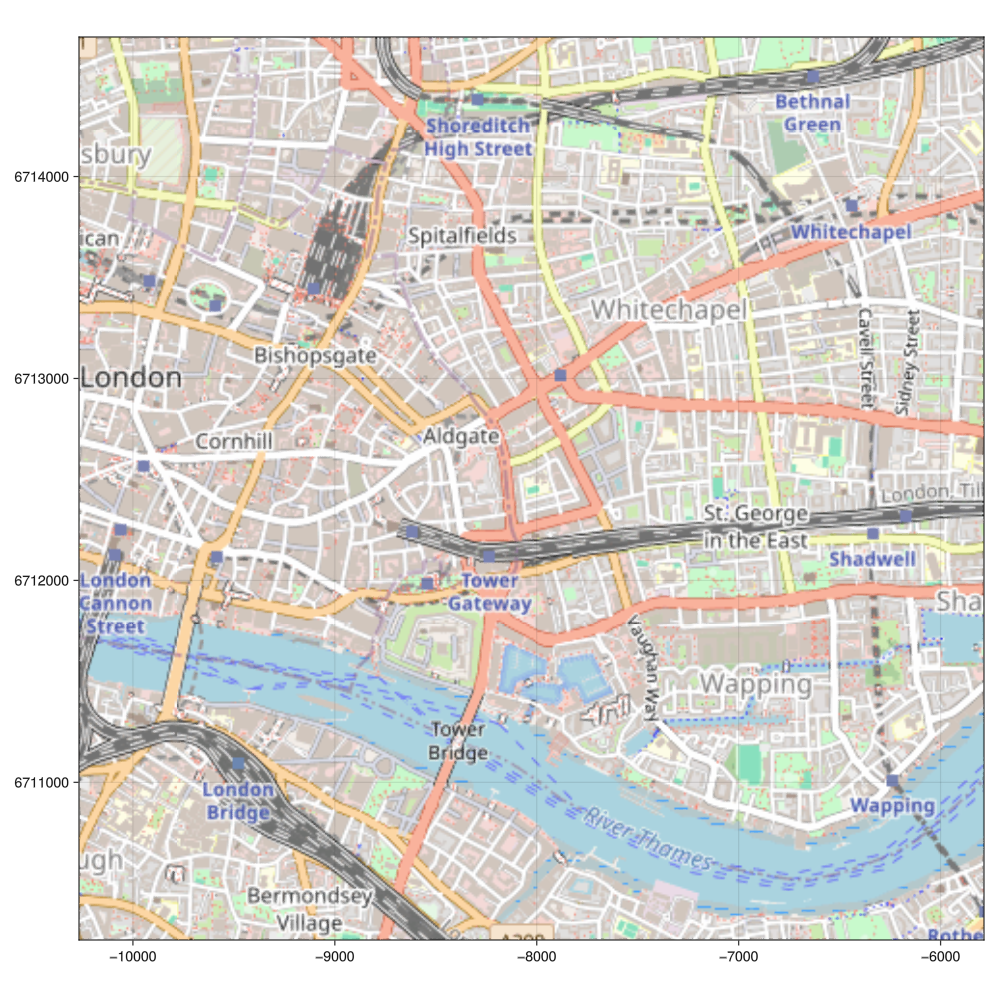 Shoreditch
High Street
Bethnal
Green
sbury
6714000
Whitechapel
ican
Spitalfields
Whitechapel
Cavell Street
Sidney Street
Bishopsgate
6713000
London
Cornhill
Aldgate
London, Till
St. George
in the East
Shadwell
6712000
London
Cannon
Street
Tower
Gateway
Sha
Vaughan Way
Wapping
Tower
Bridge
6711000
London
Bridge
Wapping
River Thames
ugh
Bermondsey
Village
Rothe
−10000
−9000
−8000
−7000
−6000